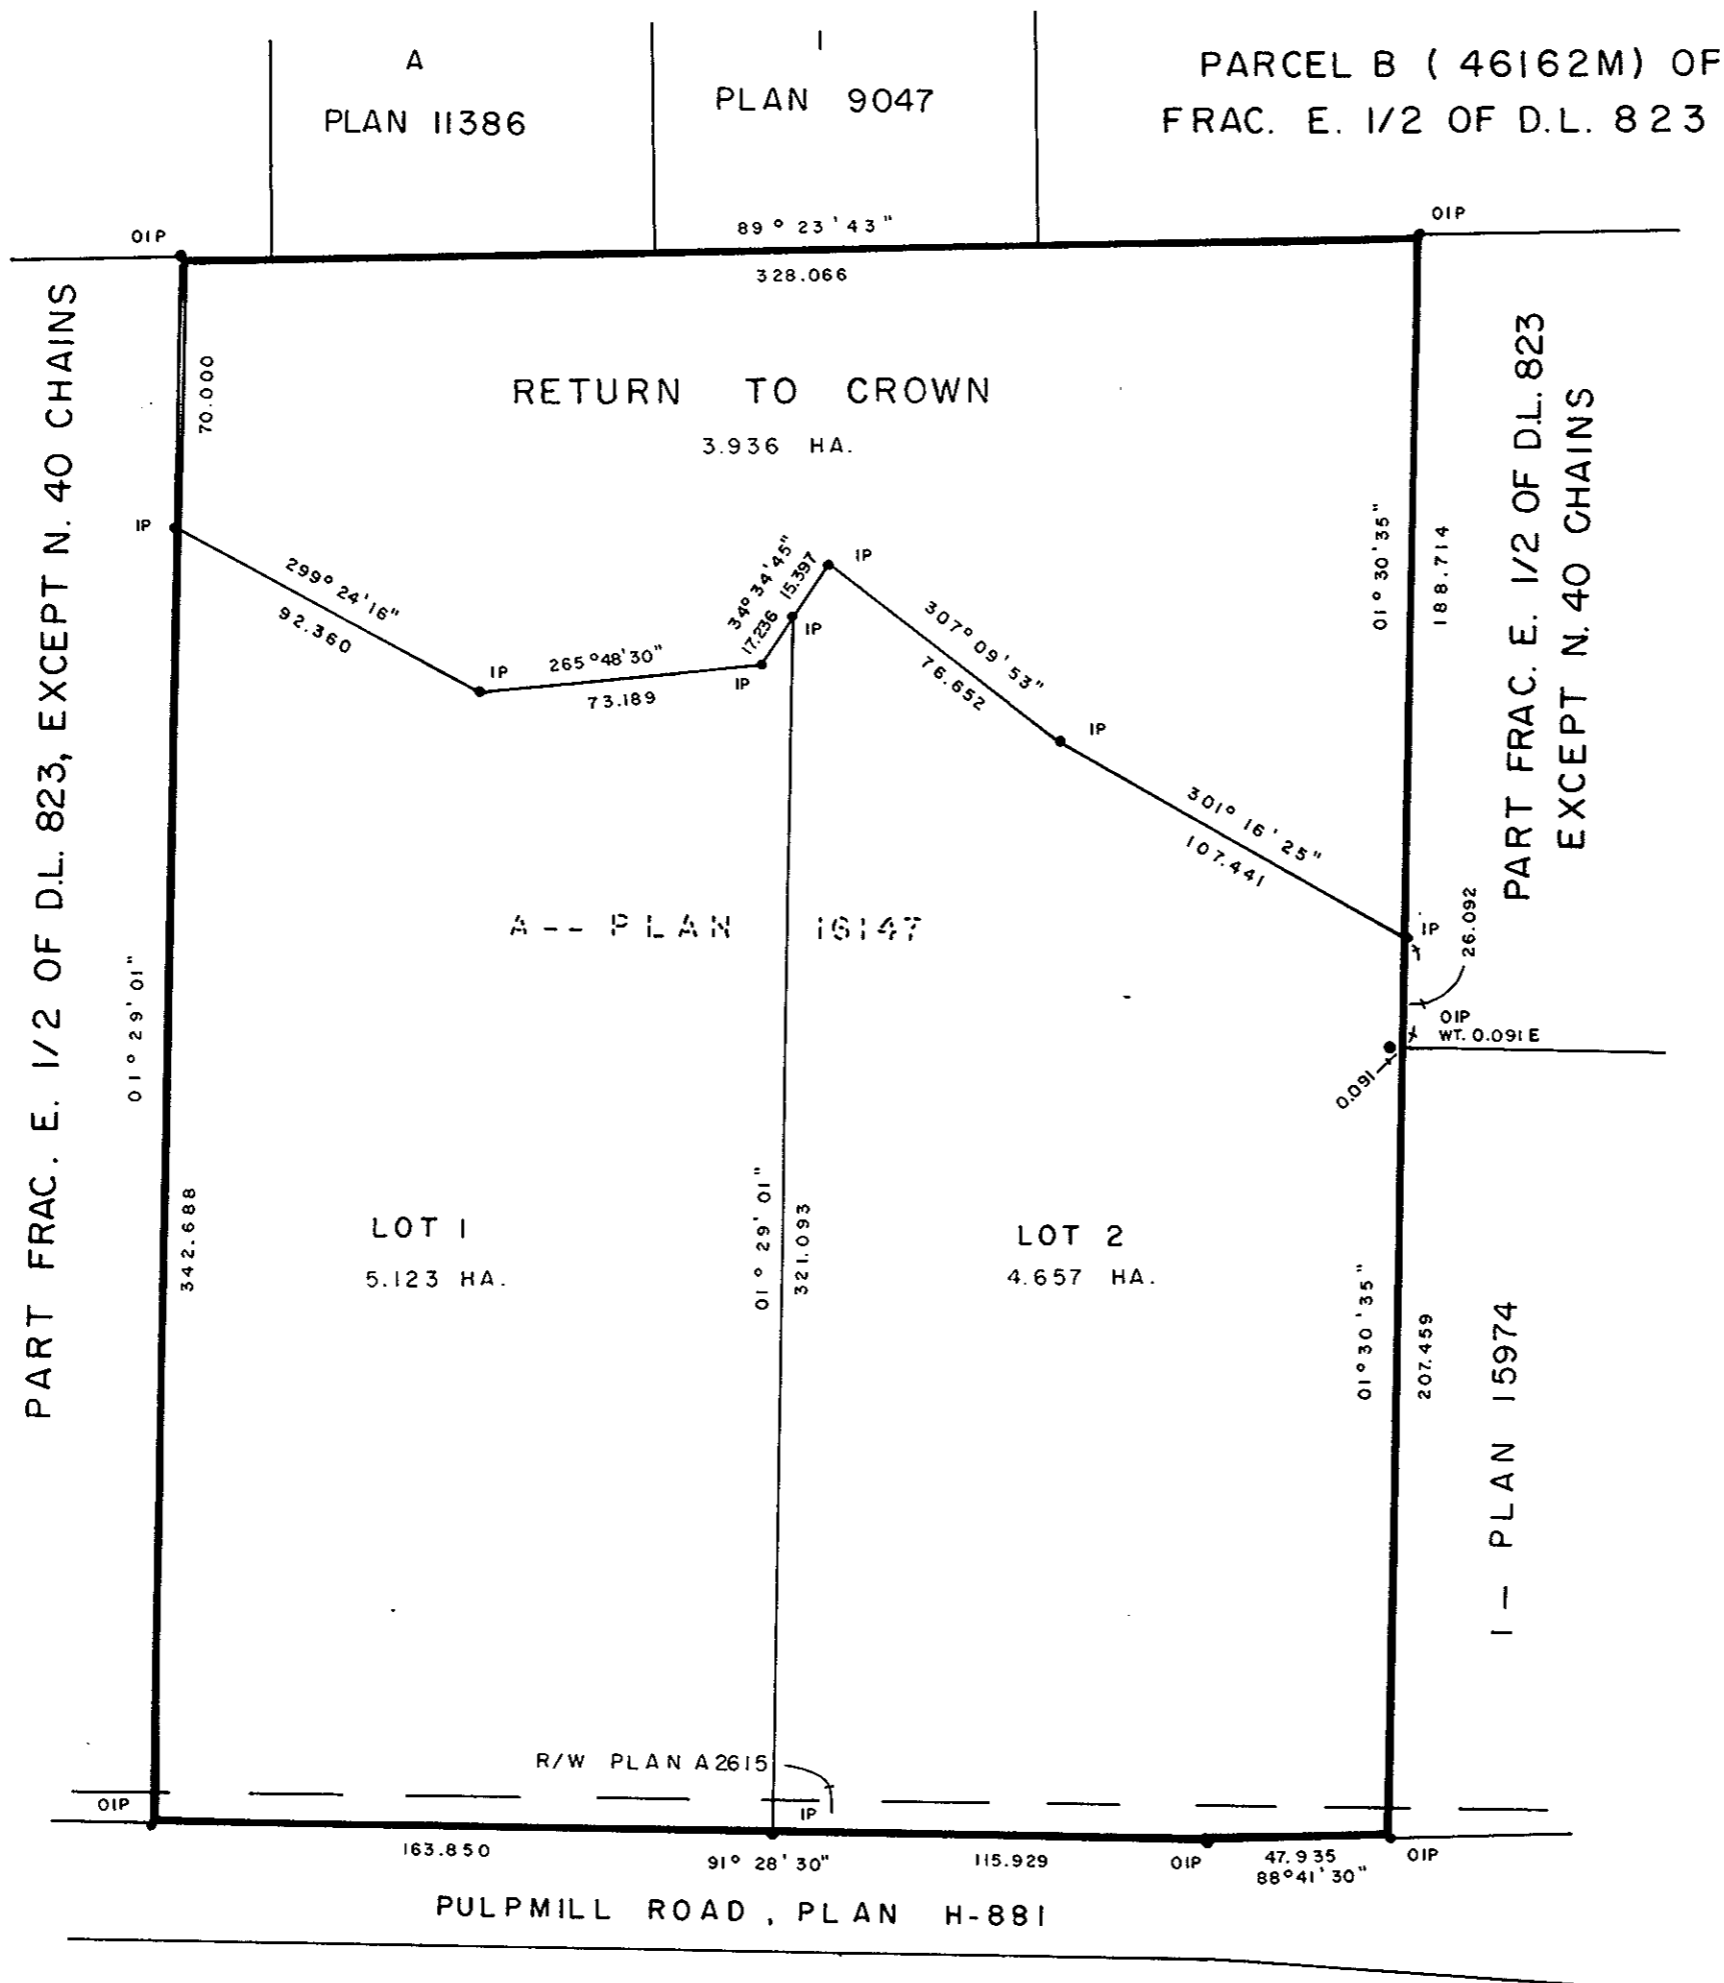 A
PLAN 11386
1
PLAN 9047
PARCEL B ( 46162M) OF
FRAC. E. 1/2 OF D.L. 823
OIP
89° 23' 43"
328.066
OIP
PART FRAC. E. 1/2 OF D.L. 823, EXCEPT N. 40 CHAINS
70.000
RETURN TO CROWN
3.936 HA.
01° 30' 35"
188.714
PART FRAC. E. 1/2 OF D.L. 823
EXCEPT N. 40 CHAINS
IP
299° 24' 16"
92.360
IP
265° 48' 30"
73.189
IP
34° 34' 45"
17.236
15.397
IP
IP
307° 09' 53"
76.652
IP
301° 16' 25"
107.441
IP
26.092
A -- PLAN 16147
OIP
WT. 0.091 E
0.091
01° 29' 01"
342.688
LOT 1
5.123 HA.
01° 29' 01"
321.093
LOT 2
4.657 HA.
01° 30' 35"
207.459
1 - PLAN 15974
R/W PLAN A2615
OIP
IP
163.850
91° 28' 30"
115.929
OIP
47.935
88° 41' 30"
OIP
PULPMILL ROAD, PLAN H-881